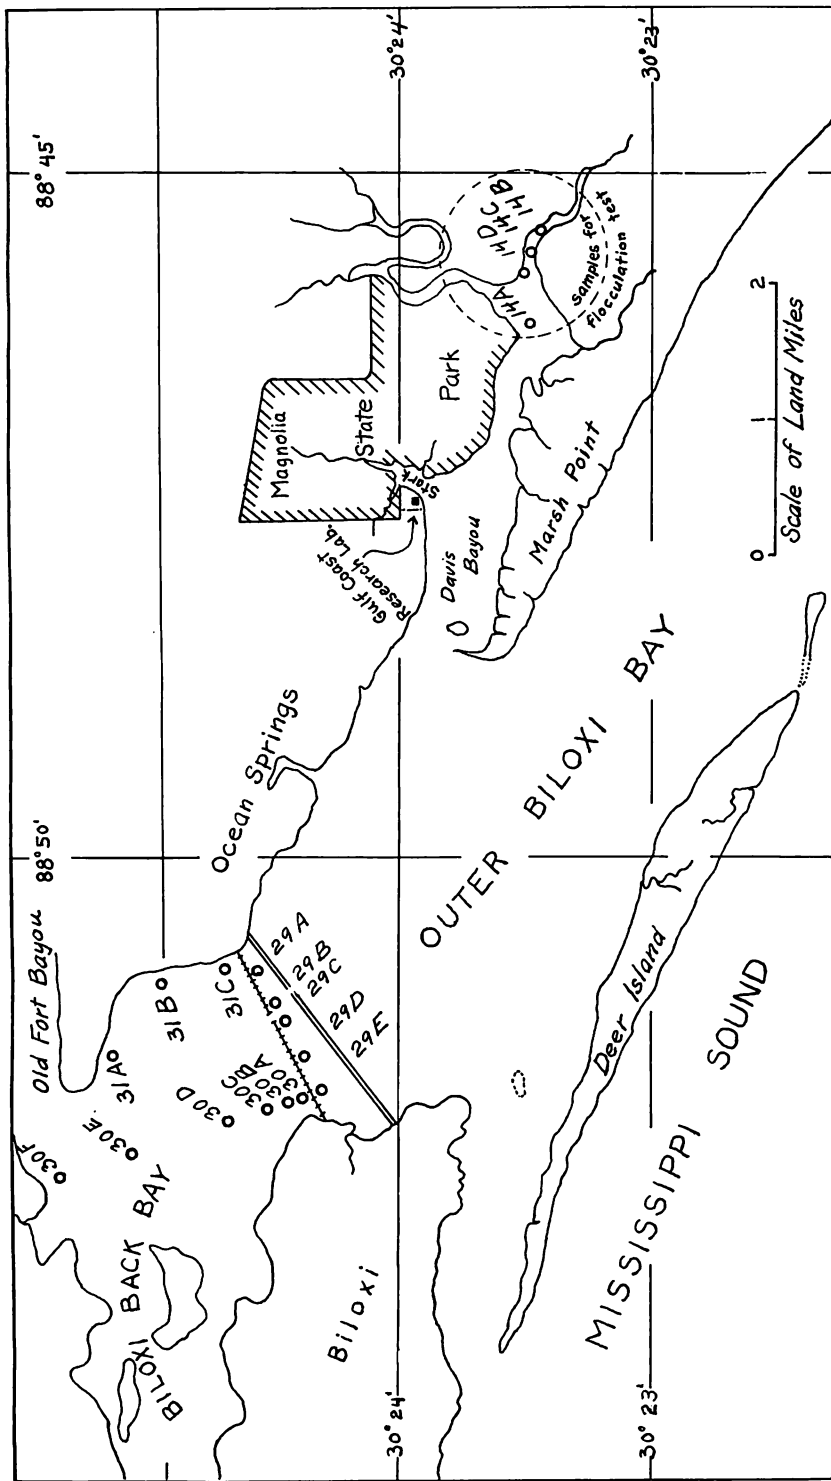 Old Fort Bayou
88° 50'
88° 45'
30F
30E
31A
31B
30D
31C
30C
30B
30A
BILOXI BACK BAY
Ocean Springs
29A
29B
29C
29D
29E
Magnolia
State
Park
Gulf Coast
Research Lab.
Stark
30° 24'
30° 24'
Biloxi
Davis
Bayou
14A
14D
14C
14B
Samples for
flocculation test
Marsh Point
OUTER BILOXI BAY
30° 23'
30° 23'
Deer Island
MISSISSIPPI SOUND
0 1 2
Scale of Land Miles